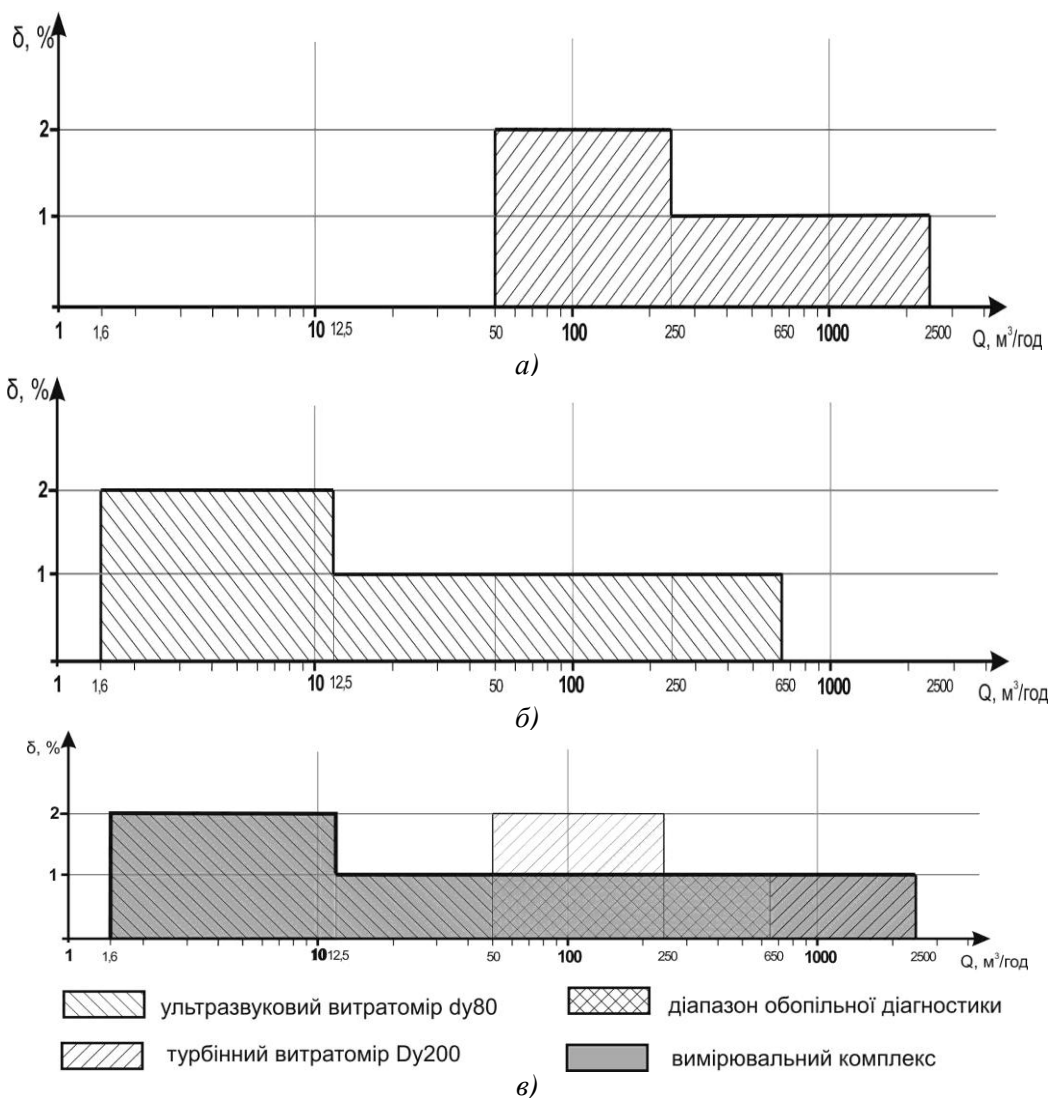 δ, %
2
1
1 1,6 10 12,5 50 100 250 650 1000 2500
Q, м³/год
а)
δ, %
2
1
1 1,6 10 12,5 50 100 250 650 1000 2500
Q, м³/год
б)
δ, %
2
1
1 1,6 10 12,5 50 100 250 650 1000 2500
Q, м³/год
ультразвуковий витратомір dy80
діапазон обопільної діагностики
турбінний витратомір Dy200
вимірювальний комплекс
в)